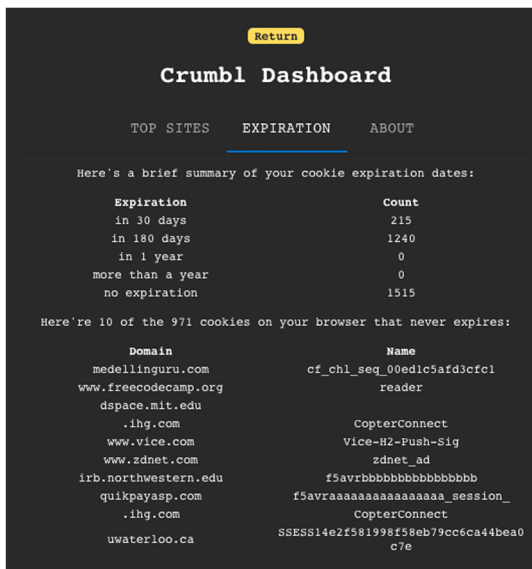 Return
Crumbl Dashboard
TOP SITES EXPIRATION ABOUT
Here's a brief summary of your cookie expiration dates:
Expiration Count
in 30 days 215
in 180 days 1240
in 1 year 0
more than a year 0
no expiration 1515
Here're 10 of the 971 cookies on your browser that never expires:
Domain Name
medellinguru.com cf_chl_seq_00ed1c5afd3cfc1
www.freecodecamp.org reader
dspace.mit.edu
.ihg.com CopterConnect
www.vice.com Vice-H2-Push-Sig
www.zdnet.com zdnet_ad
irb.northwestern.edu f5avrbbbbbbbbbbbbbbbb
quikpayasp.com f5avraaaaaaaaaaaaaaaa_session_
.ihg.com CopterConnect
uwaterloo.ca SSESS14e2f581998f58eb79cc6ca44bea0
c7e